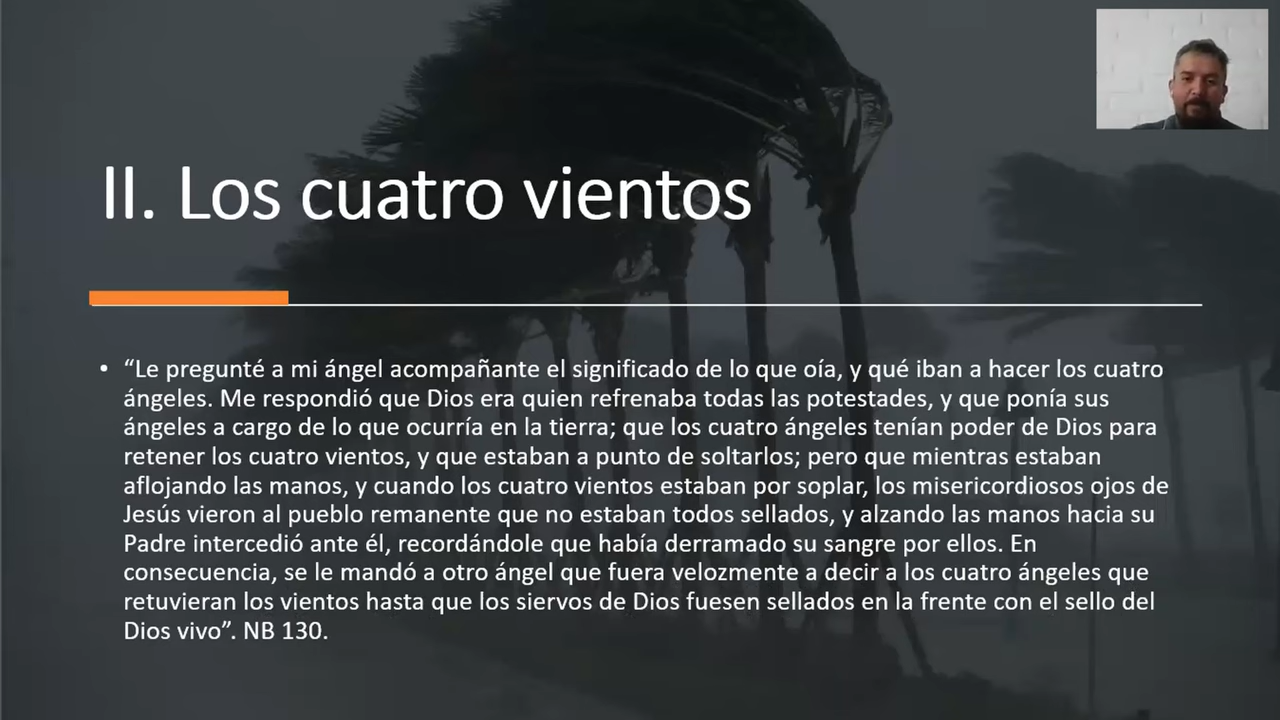 II. Los cuatro vientos
• “Le pregunté a mi ángel acompañante el significado de lo que oía, y qué iban a hacer los cuatro
ángeles. Me respondió que Dios era quien refrenaba todas las potestades, y que ponía sus
ángeles a cargo de lo que ocurría en la tierra; que los cuatro ángeles tenían poder de Dios para
retener los cuatro vientos, y que estaban a punto de soltarlos; pero que mientras estaban
aflojando las manos, y cuando los cuatro vientos estaban por soplar, los misericordiosos ojos de
Jesús vieron al pueblo remanente que no estaban todos sellados, y alzando las manos hacia su
Padre intercedió ante él, recordándole que había derramado su sangre por ellos. En
consecuencia, se le mandó a otro ángel que fuera velozmente a decir a los cuatro ángeles que
retuvieran los vientos hasta que los siervos de Dios fuesen sellados en la frente con el sello del
Dios vivo”. NB 130.